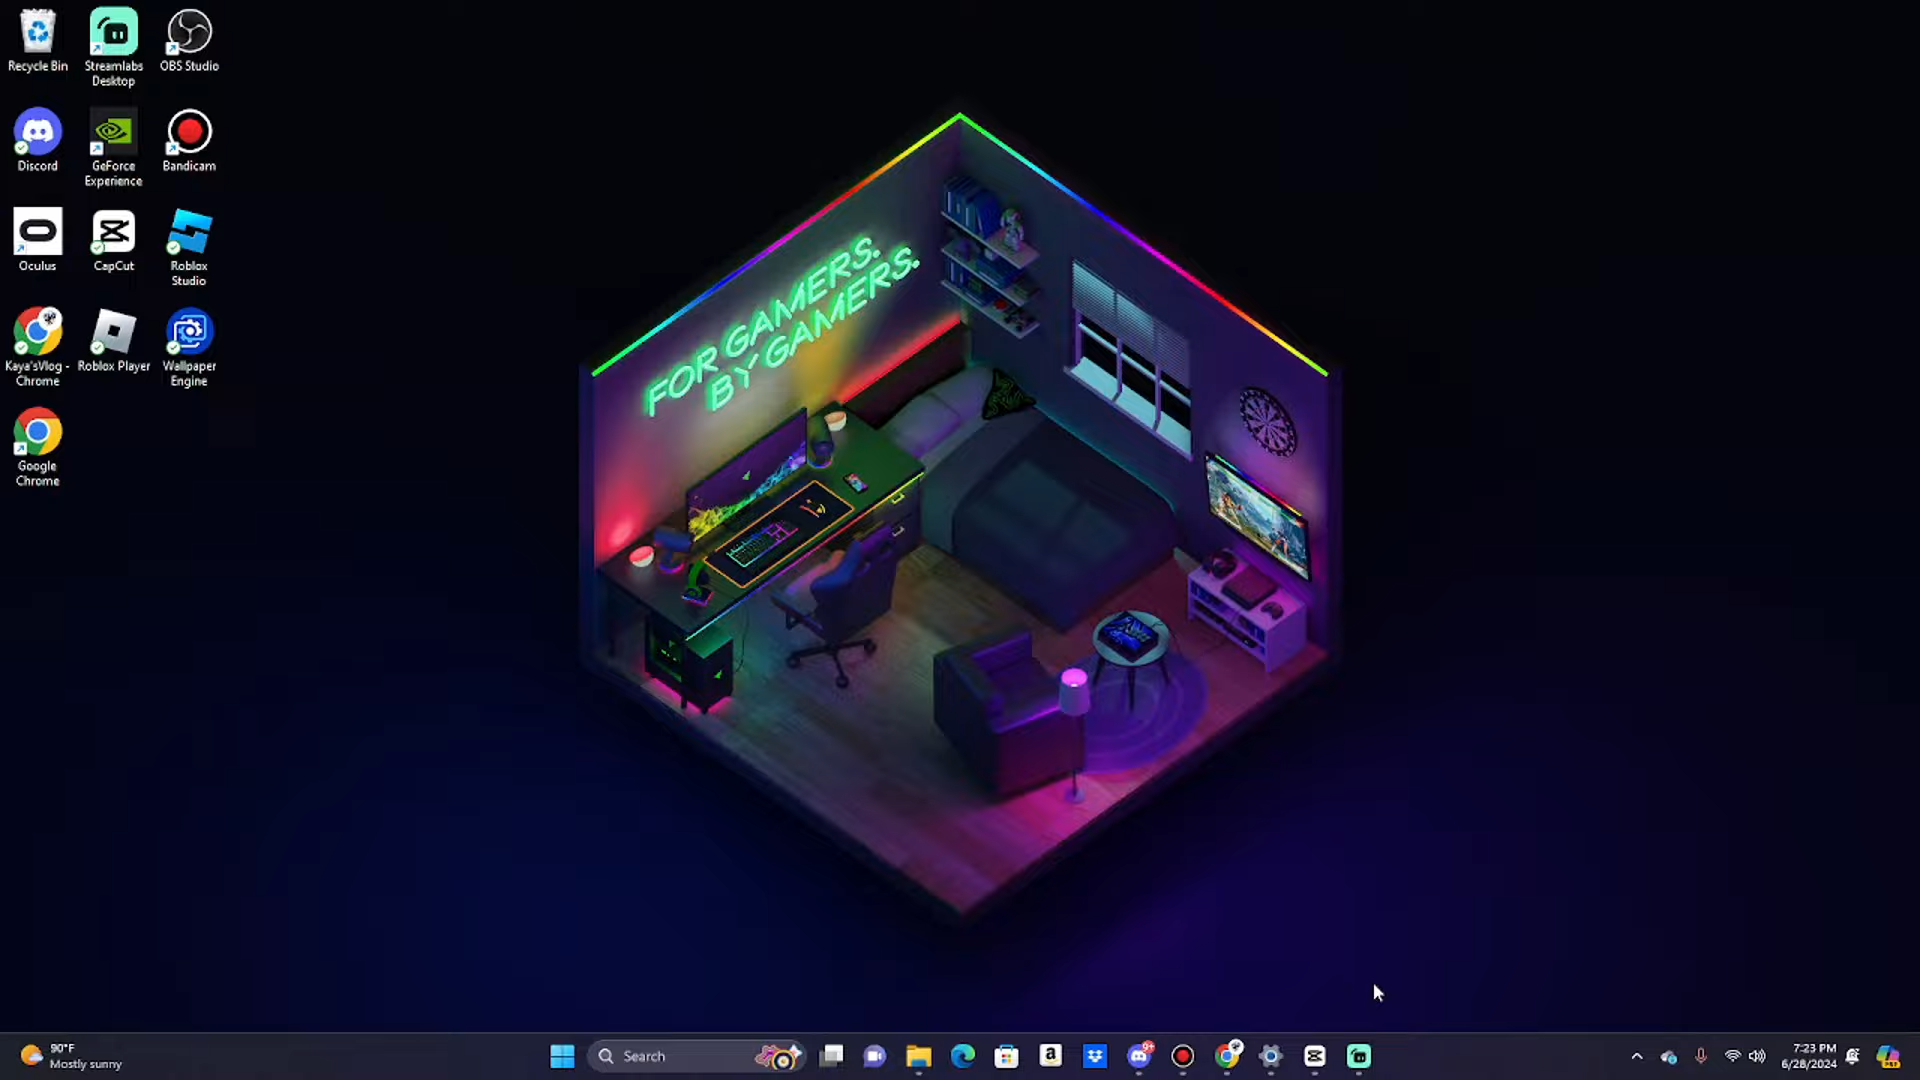 Recycle Bin
Streamlabs
Desktop
OBS Studio
Discord
GeForce
Experience
Bandicam
Oculus
CapCut
Roblox
Studio
Kaya'sVlog -
Chrome
Roblox Player
Wallpaper
Engine
Google
Chrome
FOR GAMERS.
BY GAMERS.
90°F
Mostly sunny
Search
9+
7:23 PM
6/28/2024